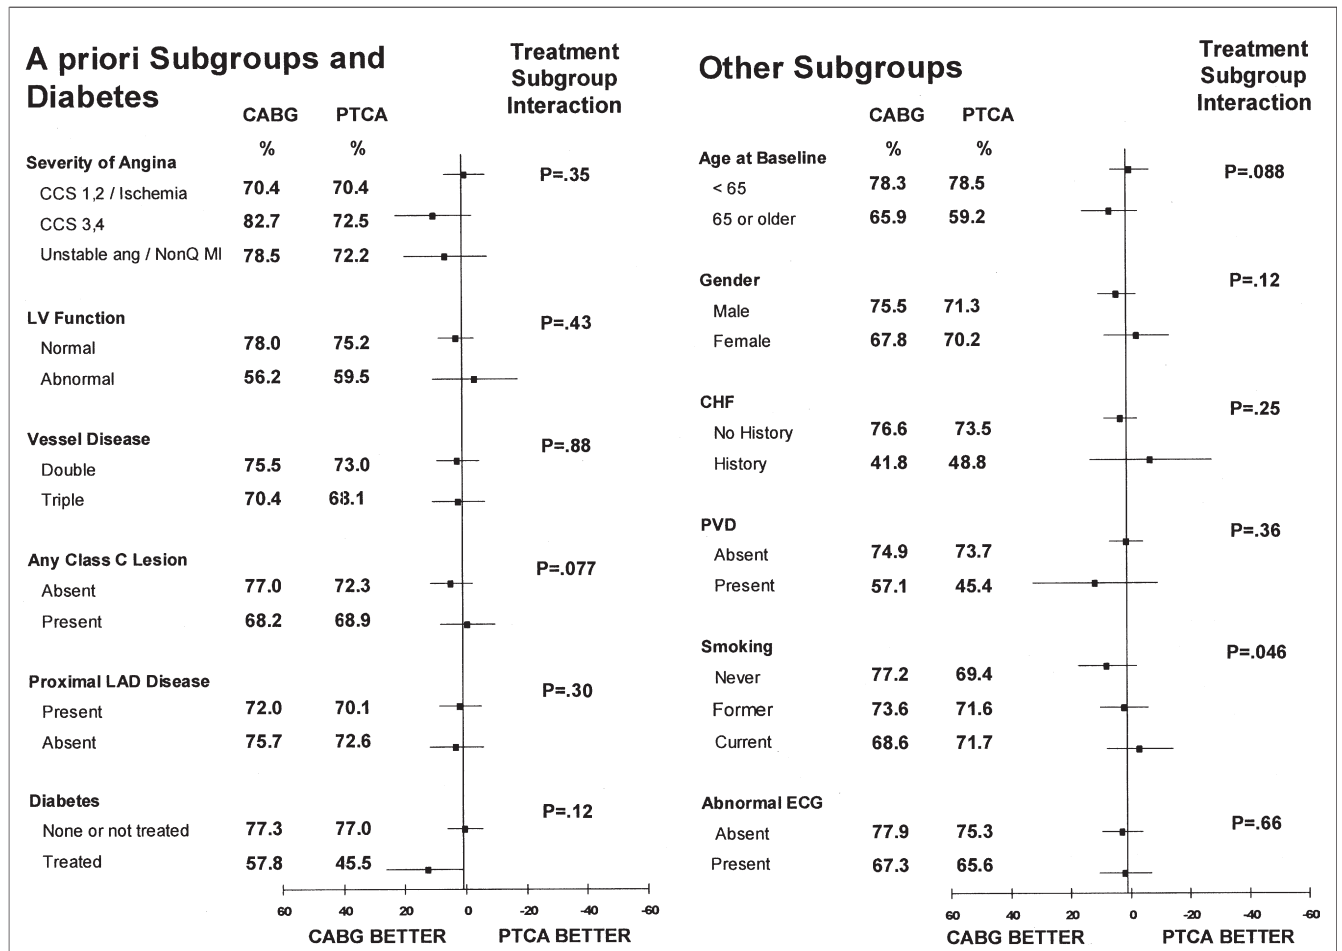 A priori Subgroups and
Diabetes
Treatment
Subgroup
Interaction
CABG PTCA
% %
Severity of Angina
CCS 1,2 / Ischemia 70.4 70.4 P=.35
CCS 3,4 82.7 72.5
Unstable ang / NonQ MI 78.5 72.2
LV Function P=.43
Normal 78.0 75.2
Abnormal 56.2 59.5
Vessel Disease P=.88
Double 75.5 73.0
Triple 70.4 68.1
Any Class C Lesion P=.077
Absent 77.0 72.3
Present 68.2 68.9
Proximal LAD Disease P=.30
Present 72.0 70.1
Absent 75.7 72.6
Diabetes P=.12
None or not treated 77.3 77.0
Treated 57.8 45.5
60 40 20 0 -20 -40 -60
CABG BETTER PTCA BETTER
Other Subgroups
Treatment
Subgroup
Interaction
CABG PTCA
% %
Age at Baseline P=.088
< 65 78.3 78.5
65 or older 65.9 59.2
Gender P=.12
Male 75.5 71.3
Female 67.8 70.2
CHF P=.25
No History 76.6 73.5
History 41.8 48.8
PVD P=.36
Absent 74.9 73.7
Present 57.1 45.4
Smoking P=.046
Never 77.2 69.4
Former 73.6 71.6
Current 68.6 71.7
Abnormal ECG P=.66
Absent 77.9 75.3
Present 67.3 65.6
60 40 20 0 -20 -40 -60
CABG BETTER PTCA BETTER